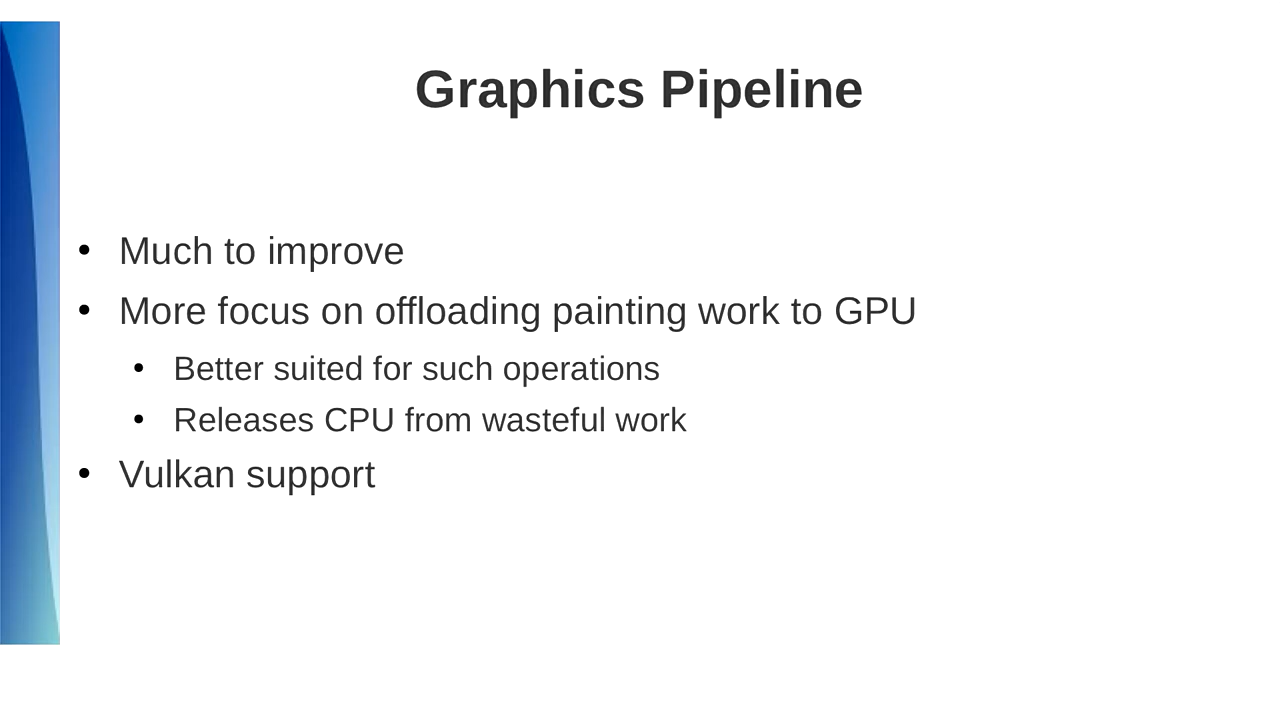 Graphics Pipeline
• Much to improve
• More focus on offloading painting work to GPU
• Better suited for such operations
• Releases CPU from wasteful work
• Vulkan support